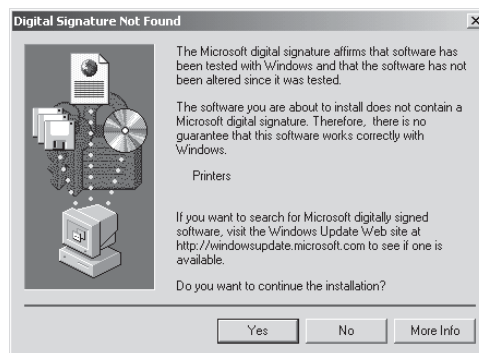 Digital Signature Not Found
The Microsoft digital signature affirms that software has
been tested with Windows and that the software has not
been altered since it was tested.
The software you are about to install does not contain a
Microsoft digital signature. Therefore, there is no
guarantee that this software works correctly with
Windows.
Printers
If you want to search for Microsoft digitally signed
software, visit the Windows Update Web site at
http://windowsupdate.microsoft.com to see if one is
available.
Do you want to continue the installation?
Yes No More Info